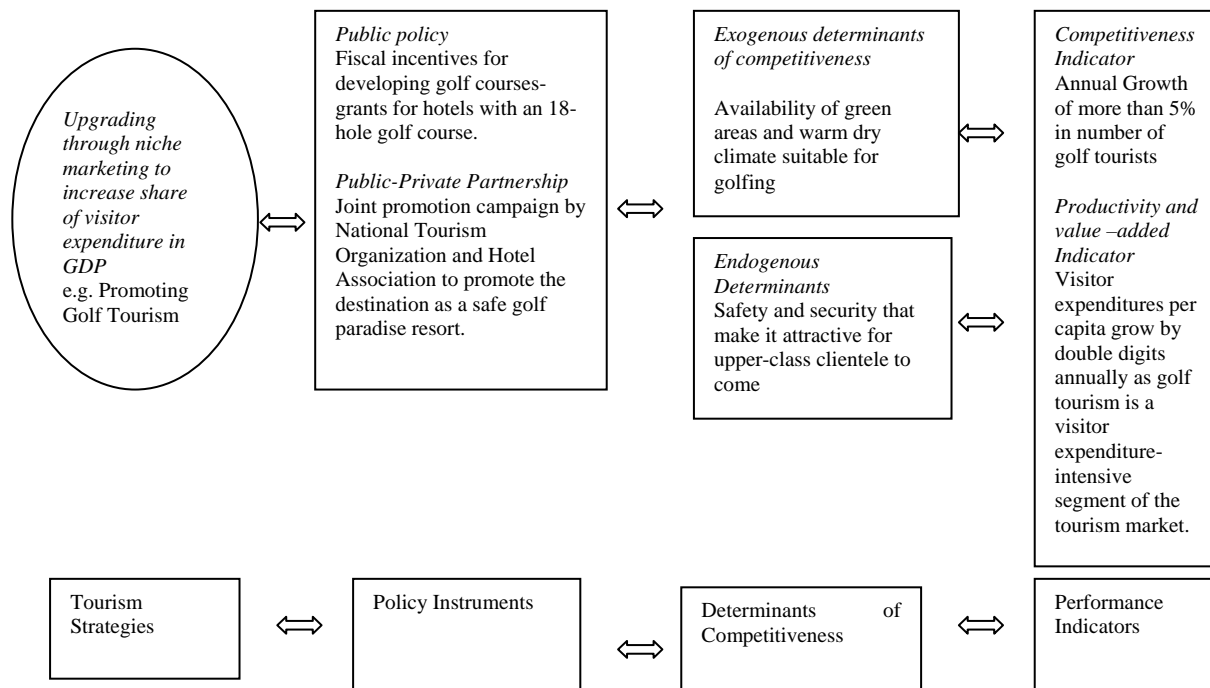 Upgrading
through niche
marketing to
increase share
of visitor
expenditure in
GDP
e.g. Promoting
Golf Tourism
Public policy
Fiscal incentives for
developing golf courses-
grants for hotels with an 18-
hole golf course.
Public-Private Partnership
Joint promotion campaign by
National Tourism
Organization and Hotel
Association to promote the
destination as a safe golf
paradise resort.
Exogenous determinants
of competitiveness
Availability of green
areas and warm dry
climate suitable for
golfing
Endogenous
Determinants
Safety and security that
make it attractive for
upper-class clientele to
come
Competitiveness
Indicator
Annual Growth
of more than 5%
in number of
golf tourists
Productivity and
value –added
Indicator
Visitor
expenditures per
capita grow by
double digits
annually as golf
tourism is a
visitor
expenditure-
intensive
segment of the
tourism market.
Tourism
Strategies
Policy Instruments
Determinants of
Competitiveness
Performance
Indicators